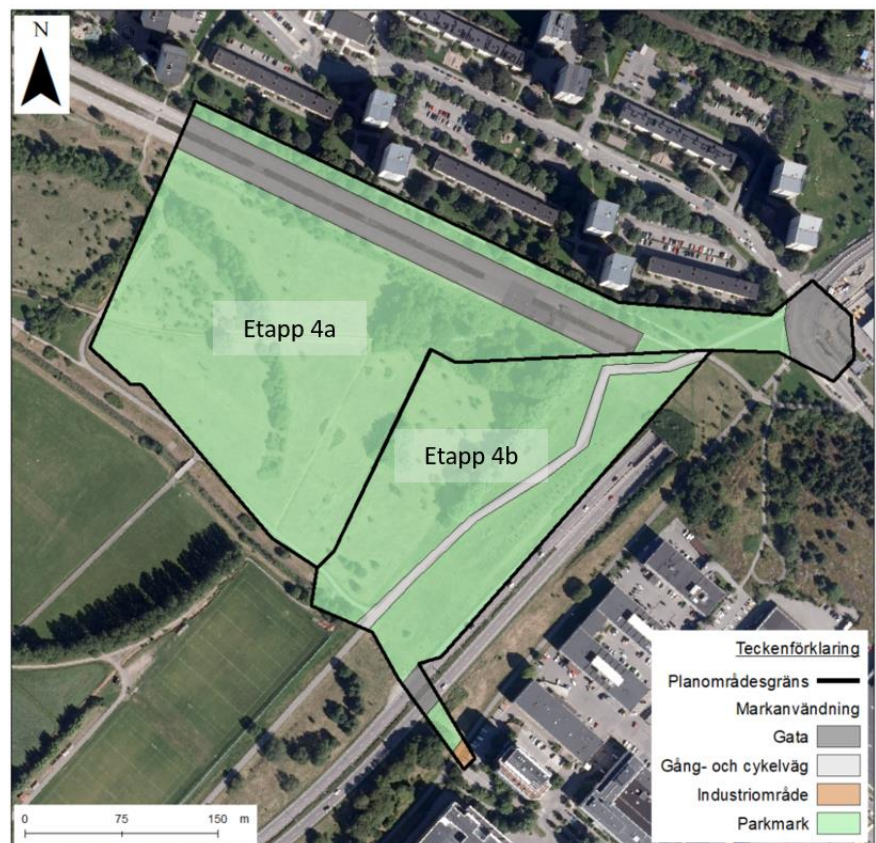 N
Etapp 4a
Etapp 4b
Teckenförklaring
Planområdesgräns
Markanvändning
Gata
Gång- och cykelväg
Industriområde
Parkmark
0 75 150 m